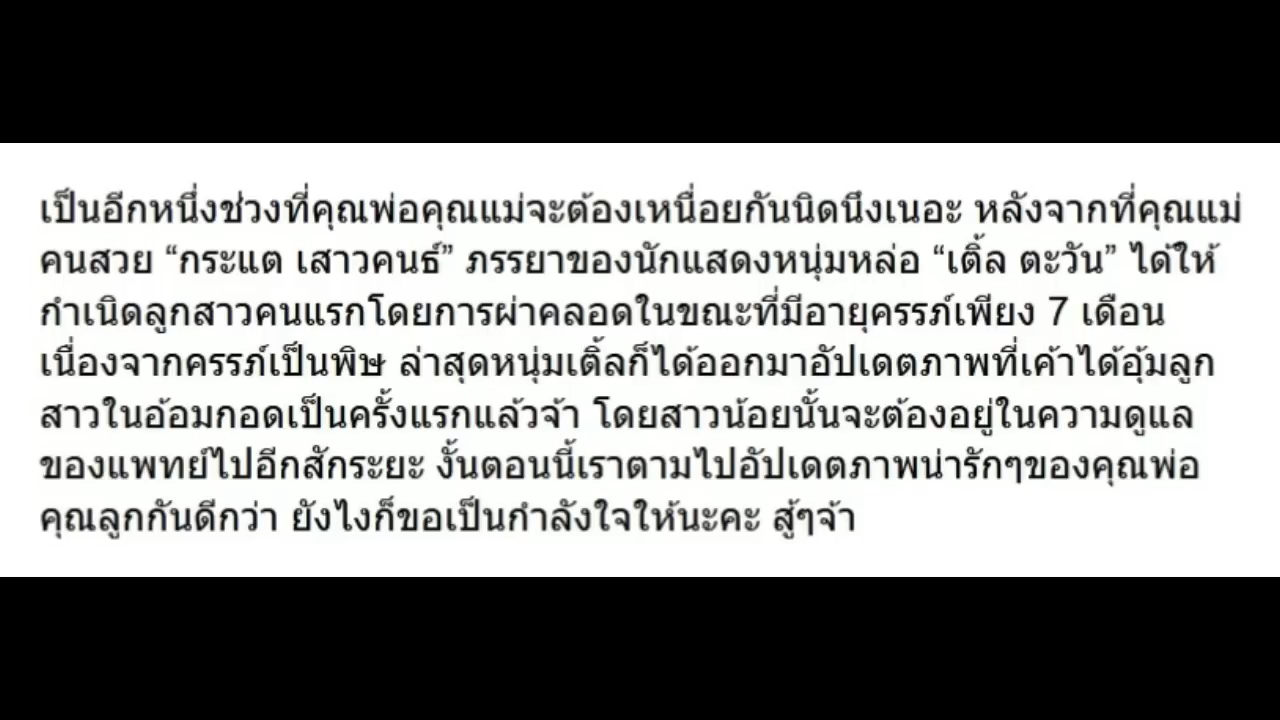 เป็นอีกหนึ่งช่วงที่คุณพ่อคุณแม่จะต้องเหนื่อยกันนิดนึงเนอะ หลังจากที่คุณแม่
คนสวย “กระแต เสาวคนธ์” ภรรยาของนักแสดงหนุ่มหล่อ “เติ้ล ตะวัน” ได้ให้
กำเนิดลูกสาวคนแรกโดยการผ่าคลอดในขณะที่มีอายุครรภ์เพียง 7 เดือน
เนื่องจากครรภ์เป็นพิษ ล่าสุดหนุ่มเติ้ลก็ได้ออกมาอัปเดตภาพที่เค้าได้อุ้มลูก
สาวในอ้อมกอดเป็นครั้งแรกแล้วจ้า โดยสาวน้อยนั้นจะต้องอยู่ในความดูแล
ของแพทย์ไปอีกสักระยะ งั้นตอนนี้เราตามไปอัปเดตภาพน่ารักๆของคุณพ่อ
คุณลูกกันดีกว่า ยังไงก็ขอเป็นกำลังใจให้นะคะ สู้ๆจ้า